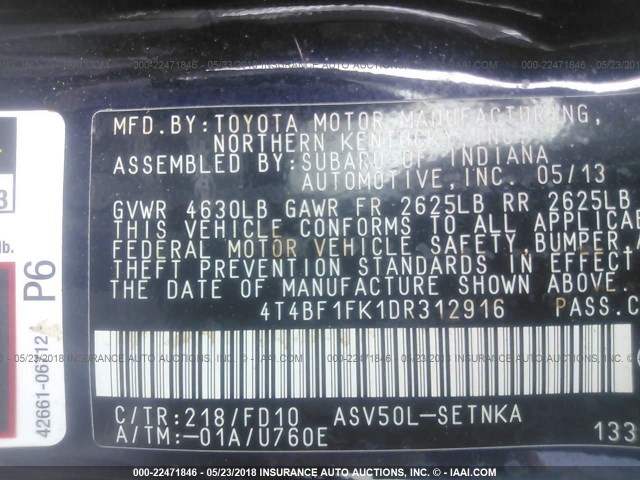 MFD.BY: TOYOTA MOTOR MANUFACTURING,
NORTHERN KENTUCKY, INC.
ASSEMBLED BY: SUBARU OF INDIANA
AUTOMOTIVE, INC. 05/13
GVWR 4630LB GAWR FR 2625LB RR 2625LB
THIS VEHICLE CONFORMS TO ALL APPLICAB
FEDERAL MOTOR VEHICLE SAFETY, BUMPER,
THEFT PREVENTION STANDARDS IN EFFECT
THE DATE OF MANUFACTURE SHOWN ABOVE.
4T4BF1FK1DR312916 PASS.C
C/TR: 218/FD10 ASV50L-SETNKA
A/TM: -01A/U760E
133
3
lb.
P6
000-22471846 - 05/23/2018 - INSURANCE AUTO AUCTIONS - © IAAI.COM